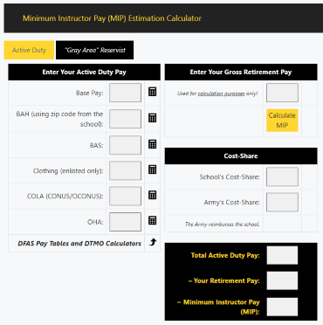 Minimum Instructor Pay (MIP) Estimation Calculator
Active Duty
"Gray Area" Reservist
Enter Your Active Duty Pay
Base Pay:
BAH (using zip code from the
school):
BAS:
Clothing (enlisted only):
COLA (CONUS/OCONUS):
OHA:
DFAS Pay Tables and DTMO Calculators
Enter Your Gross Retirement Pay
Used for calculation purposes only!
Calculate
MIP
Cost-Share
School's Cost-Share:
Army's Cost-Share:
The Army reimburses the school.
Total Active Duty Pay:
– Your Retirement Pay:
– Minimum Instructor Pay
(MIP):